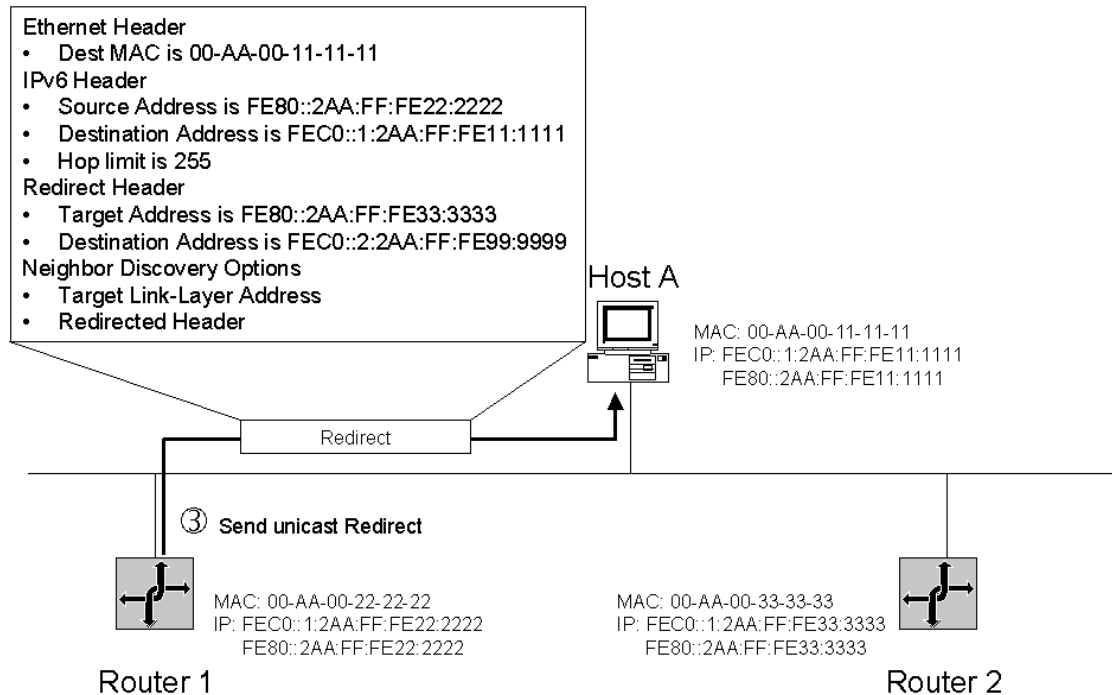 Ethernet Header
• Dest MAC is 00-AA-00-11-11-11
IPv6 Header
• Source Address is FE80::2AA:FF:FE22:2222
• Destination Address is FEC0::1:2AA:FF:FE11:1111
• Hop limit is 255
Redirect Header
• Target Address is FE80::2AA:FF:FE33:3333
• Destination Address is FEC0::2:2AA:FF:FE99:9999
Neighbor Discovery Options
• Target Link-Layer Address
• Redirected Header
Host A
MAC: 00-AA-00-11-11-11
IP: FEC0::1:2AA:FF:FE11:1111
FE80::2AA:FF:FE11:1111
Redirect
③ Send unicast Redirect
MAC: 00-AA-00-22-22-22
IP: FEC0::1:2AA:FF:FE22:2222
FE80::2AA:FF:FE22:2222
Router 1
MAC: 00-AA-00-33-33-33
IP: FEC0::1:2AA:FF:FE33:3333
FE80::2AA:FF:FE33:3333
Router 2